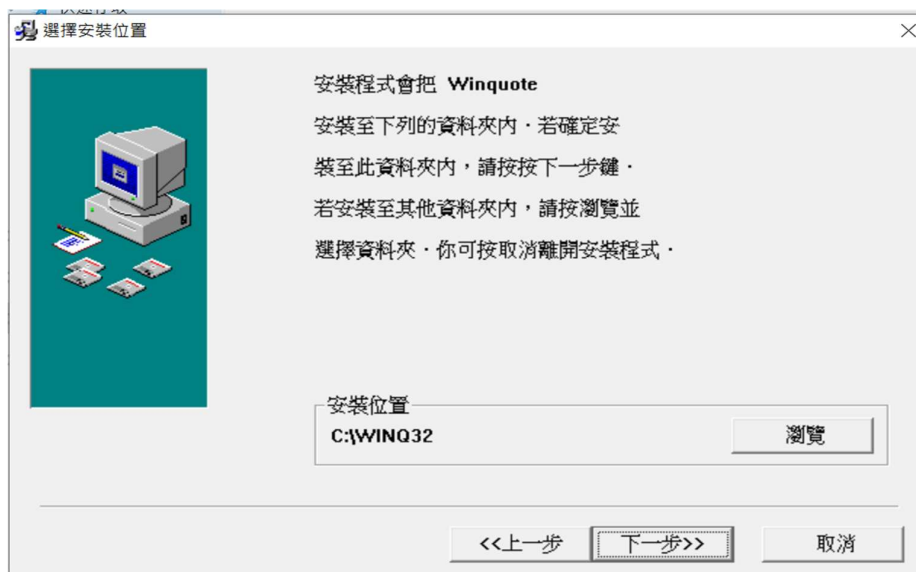 選擇安裝位置
安裝程式會把 Winquote
安裝至下列的資料夾內．若確定安
裝至此資料夾內，請按按下一步鍵．
若安裝至其他資料夾內，請按瀏覽並
選擇資料夾．你可按取消離開安裝程式．
安裝位置
C:\WINQ32
瀏覽
<<上一步
下一步>>
取消